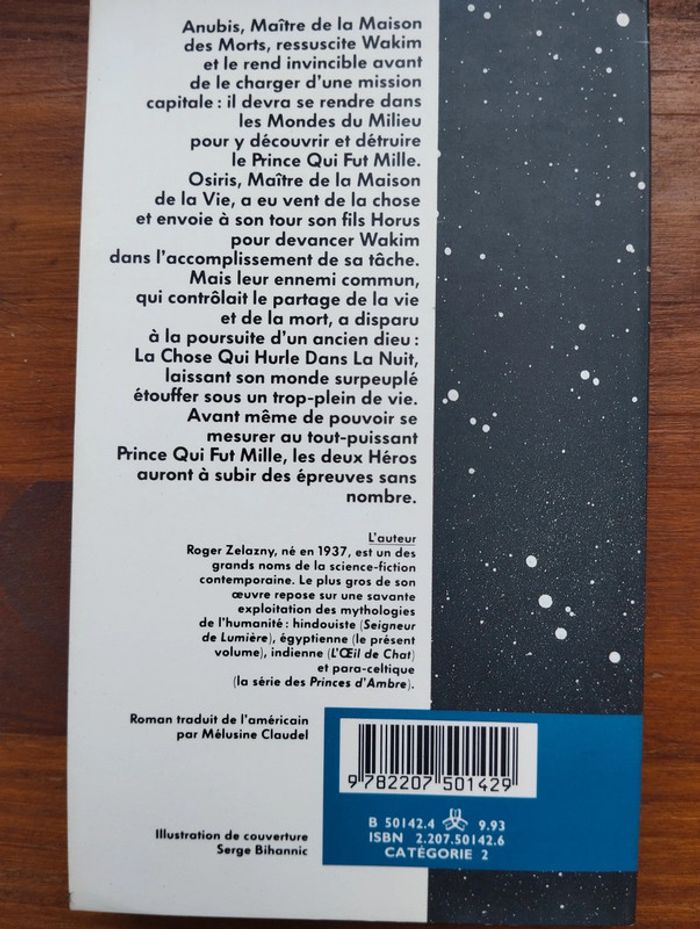 Anubis, Maître de la Maison
des Morts, ressuscite Wakim
et le rend invincible avant
de le charger d'une mission
capitale : il devra se rendre dans
les Mondes du Milieu
pour y découvrir et détruire
le Prince Qui Fut Mille.
Osiris, Maître de la Maison
de la Vie, a eu vent de la chose
et envoie à son tour son fils Horus
pour devancer Wakim
dans l'accomplissement de sa tâche.
Mais leur ennemi commun,
qui contrôlait le partage de la vie
et de la mort, a disparu
à la poursuite d'un ancien dieu :
La Chose Qui Hurle Dans La Nuit,
laissant son monde surpeuplé
étouffer sous un trop-plein de vie.
Avant même de pouvoir se
mesurer au tout-puissant
Prince Qui Fut Mille, les deux Héros
auront à subir des épreuves sans
nombre.
L'auteur
Roger Zelazny, né en 1937, est un des
grands noms de la science-fiction
contemporaine. Le plus gros de son
œuvre repose sur une savante
exploitation des mythologies
de l'humanité : hindouiste (Seigneur
de Lumière), égyptienne (le présent
volume), indienne (L'Œil de Chat)
et para-celtique
(la série des Princes d'Ambre).
Roman traduit de l'américain
par Mélusine Claudel
Illustration de couverture
Serge Bihannic
9 782207 501429
B 50142.4 9.93
ISBN 2.207.50142.6
CATÉGORIE 2